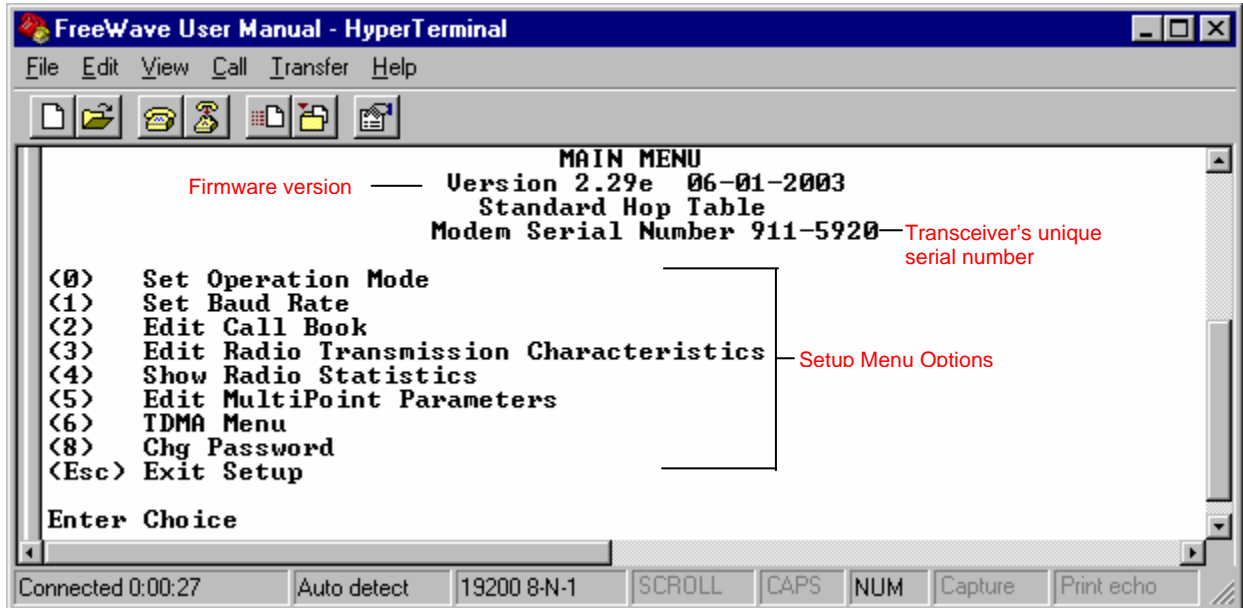 FreeWave User Manual - HyperTerminal
File Edit View Call Transfer Help
MAIN MENU
Firmware version Version 2.29e 06-01-2003
Standard Hop Table
Modem Serial Number 911-5920 Transceiver's unique
serial number
(0) Set Operation Mode
(1) Set Baud Rate
(2) Edit Call Book
(3) Edit Radio Transmission Characteristics
Setup Menu Options
(4) Show Radio Statistics
(5) Edit MultiPoint Parameters
(6) TDMA Menu
(8) Chg Password
(Esc) Exit Setup
Enter Choice
Connected 0:00:27 Auto detect 19200 8-N-1 SCROLL CAPS NUM Capture Print echo